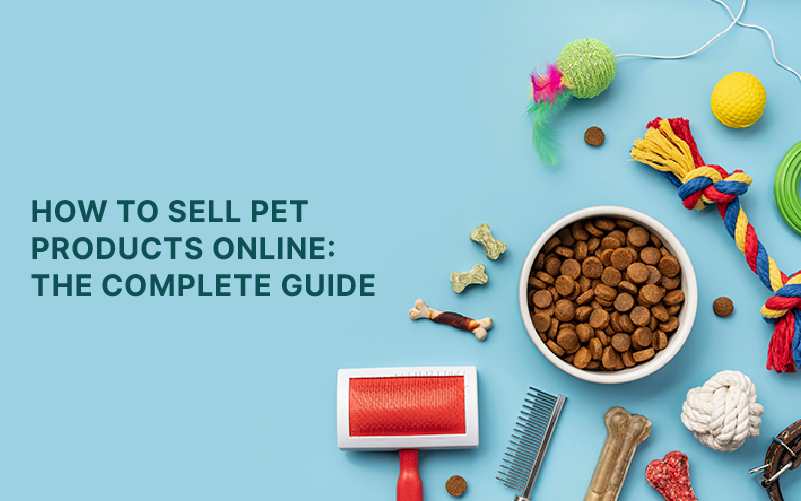 HOW TO SELL PET
PRODUCTS ONLINE:
THE COMPLETE GUIDE